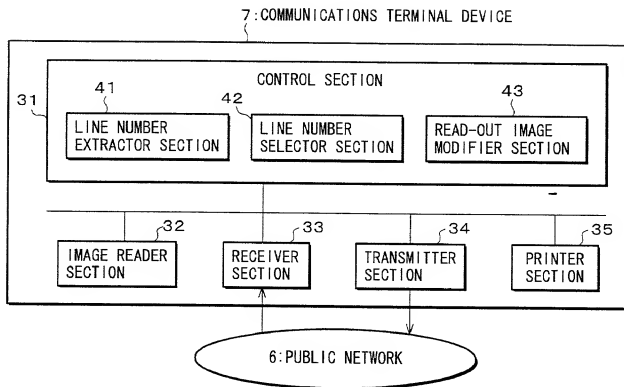 7:COMMUNICATIONS TERMINAL DEVICE
CONTROL SECTION
31
41
LINE NUMBER
EXTRACTOR SECTION
42
LINE NUMBER
SELECTOR SECTION
43
READ-OUT IMAGE
MODIFIER SECTION
32
IMAGE READER
SECTION
33
RECEIVER
SECTION
34
TRANSMITTER
SECTION
35
PRINTER
SECTION
6:PUBLIC NETWORK